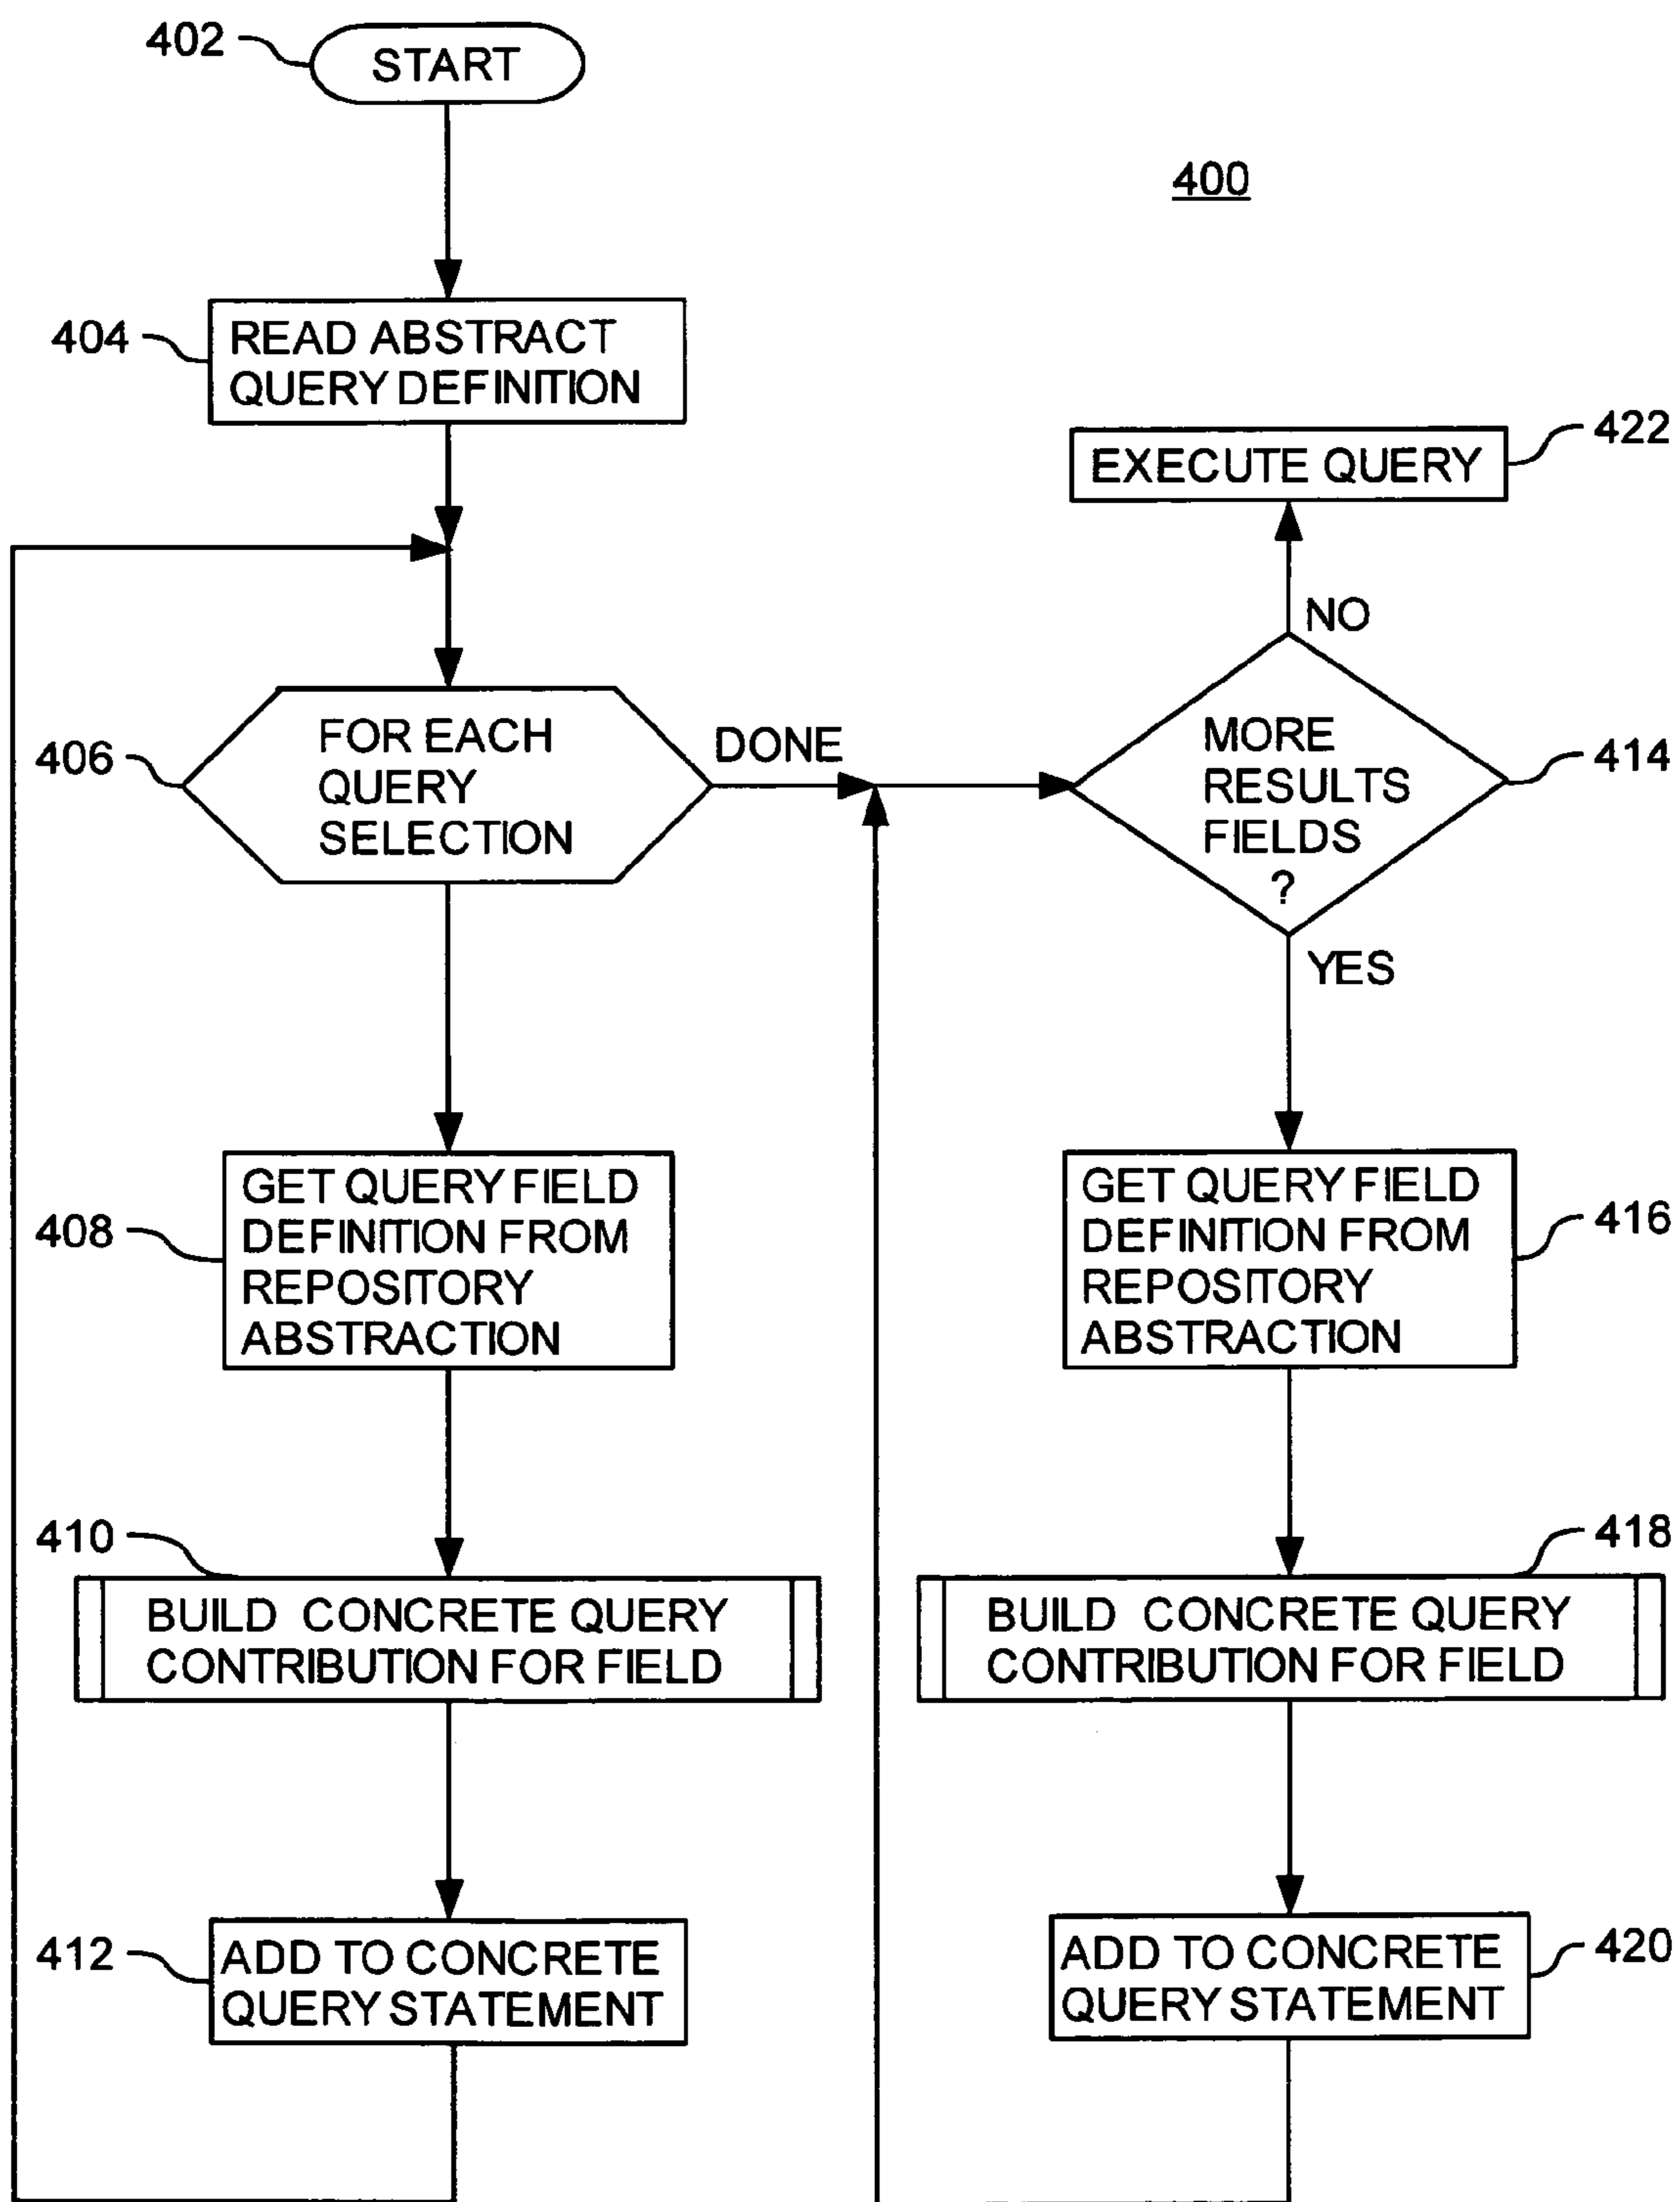 402
START
400
404
READ ABSTRACT
QUERY DEFINITION
422
EXECUTE QUERY
NO
406
FOR EACH
QUERY
SELECTION
DONE
MORE
RESULTS
FIELDS
?
414
YES
408
GET QUERY FIELD
DEFINITION FROM
REPOSITORY
ABSTRACTION
GET QUERY FIELD
DEFINITION FROM
REPOSITORY
ABSTRACTION
416
410
BUILD CONCRETE QUERY
CONTRIBUTION FOR FIELD
418
BUILD CONCRETE QUERY
CONTRIBUTION FOR FIELD
412
ADD TO CONCRETE
QUERY STATEMENT
ADD TO CONCRETE
QUERY STATEMENT
420